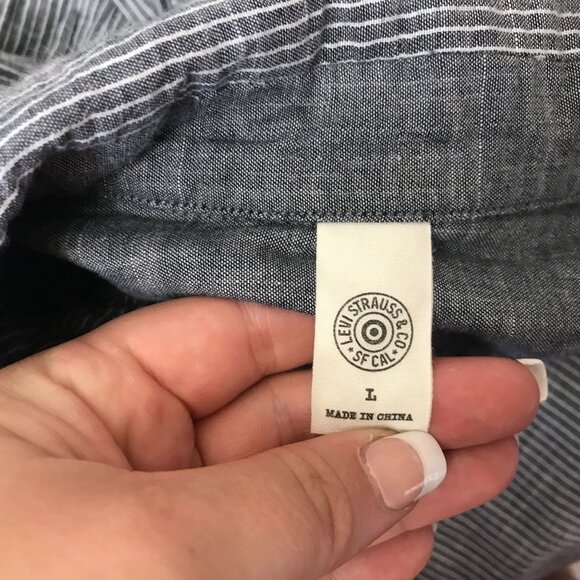 LEVI STRAUSS & CO
SF CAL
L
MADE IN CHINA